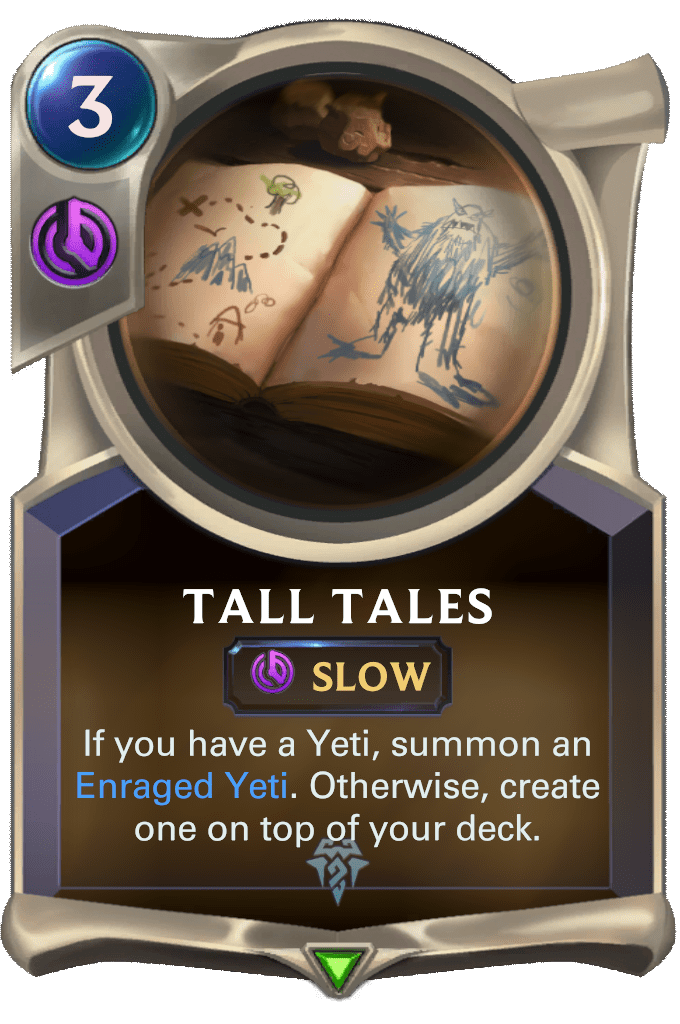 3
TALL TALES
SLOW
If you have a Yeti, summon an
Enraged Yeti. Otherwise, create
one on top of your deck.